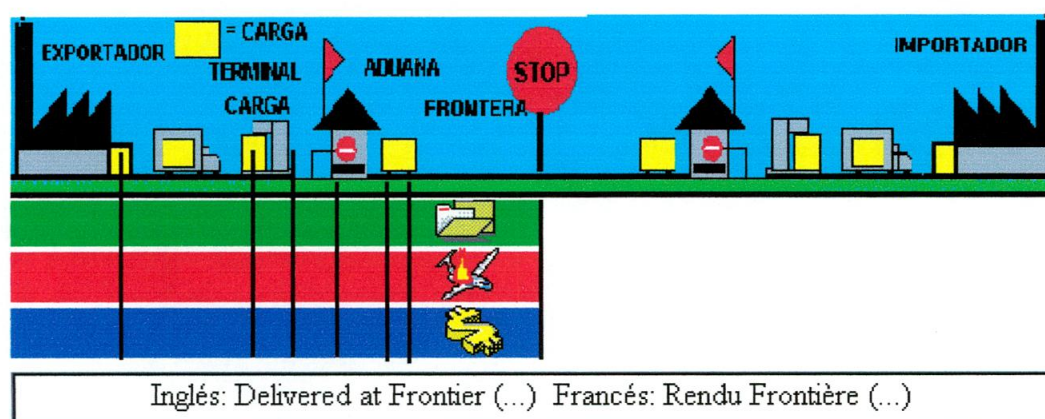 EXPORTADOR
= CARGA
IMPORTADOR
TERMINAL
CARGA
ADUANA
STOP
FRONTERA
Inglés: Delivered at Frontier (...) Francés: Rendu Frontière (...)